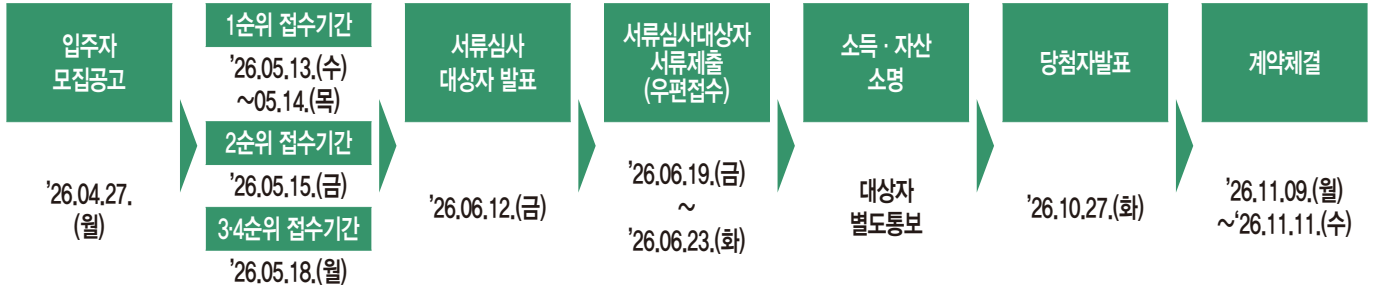 입주자
모집공고
'26.04.27.
(월)
1순위 접수기간
'26.05.13.(수)
~05.14.(목)
2순위 접수기간
'26.05.15.(금)
3·4순위 접수기간
'26.05.18.(월)
서류심사
대상자 발표
'26.06.12.(금)
서류심사대상자
서류제출
(우편접수)
'26.06.19.(금)
~
'26.06.23.(화)
소득·자산
소명
대상자
별도통보
당첨자발표
'26.10.27.(화)
계약체결
'26.11.09.(월)
~'26.11.11.(수)